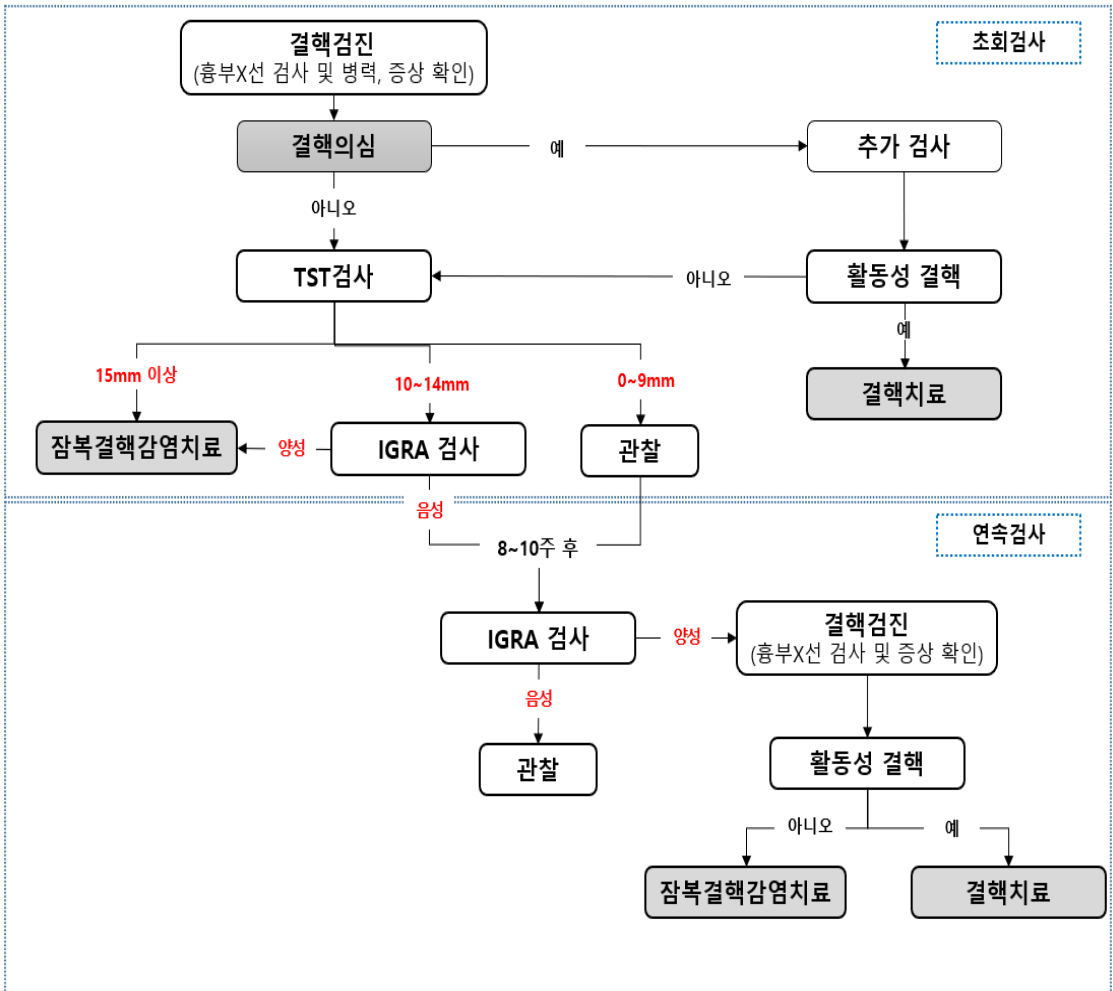 초회검사
결핵검진
(흉부X선 검사 및 병력, 증상 확인)
결핵의심
예
추가 검사
아니오
TST검사
아니오
활동성 결핵
예
15mm 이상
10~14mm
0~9mm
결핵치료
잠복결핵감염치료
양성
IGRA 검사
관찰
음성
연속검사
8~10주 후
IGRA 검사
양성
결핵검진
(흉부X선 검사 및 증상 확인)
음성
관찰
활동성 결핵
아니오
예
잠복결핵감염치료
결핵치료